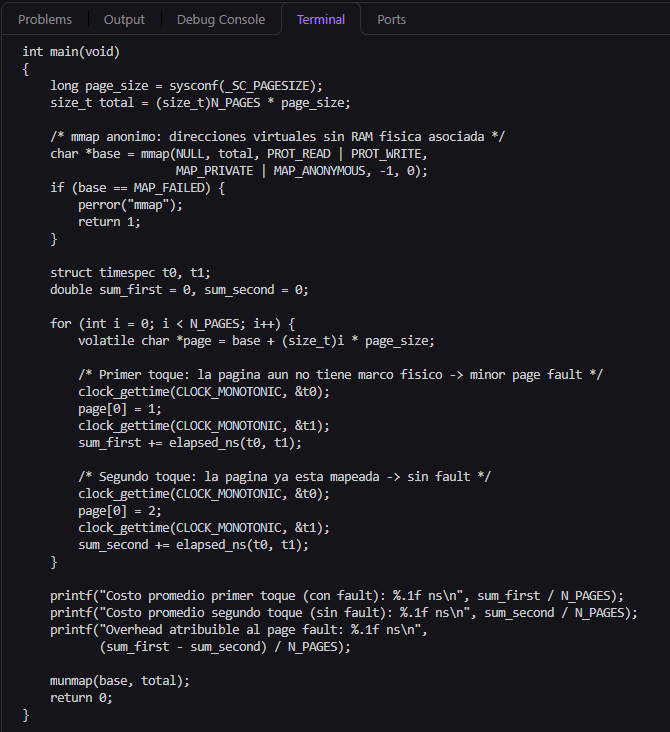 Problems Output Debug Console Terminal Ports
int main(void)
{
    long page_size = sysconf(_SC_PAGESIZE);
    size_t total = (size_t)N_PAGES * page_size;

    /* mmap anonimo: direcciones virtuales sin RAM fisica asociada */
    char *base = mmap(NULL, total, PROT_READ | PROT_WRITE,
                      MAP_PRIVATE | MAP_ANONYMOUS, -1, 0);
    if (base == MAP_FAILED) {
        perror("mmap");
        return 1;
    }

    struct timespec t0, t1;
    double sum_first = 0, sum_second = 0;

    for (int i = 0; i < N_PAGES; i++) {
        volatile char *page = base + (size_t)i * page_size;

        /* Primer toque: la pagina aun no tiene marco fisico -> minor page fault */
        clock_gettime(CLOCK_MONOTONIC, &t0);
        page[0] = 1;
        clock_gettime(CLOCK_MONOTONIC, &t1);
        sum_first += elapsed_ns(t0, t1);

        /* Segundo toque: la pagina ya esta mapeada -> sin fault */
        clock_gettime(CLOCK_MONOTONIC, &t0);
        page[0] = 2;
        clock_gettime(CLOCK_MONOTONIC, &t1);
        sum_second += elapsed_ns(t0, t1);
    }

    printf("Costo promedio primer toque (con fault): %.1f ns\n", sum_first / N_PAGES);
    printf("Costo promedio segundo toque (sin fault): %.1f ns\n", sum_second / N_PAGES);
    printf("Overhead atribuible al page fault: %.1f ns\n",
           (sum_first - sum_second) / N_PAGES);

    munmap(base, total);
    return 0;
}